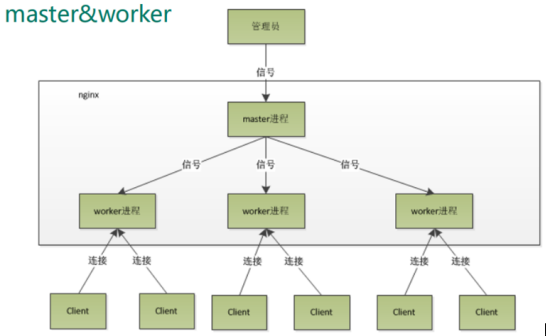 master&worker
管理员
信号
nginx
master进程
信号
信号
信号
worker进程
worker进程
worker进程
连接
连接
连接
连接
连接
连接
Client
Client
Client
Client
Client
Client